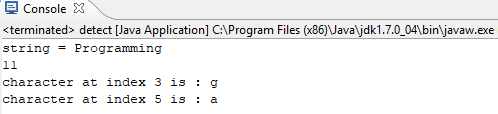 Console
<terminated> detect [Java Application] C:\Program Files (x86)\Java\jdk1.7.0_04\bin\javaw.exe
string = Programming
11
character at index 3 is : g
character at index 5 is : a